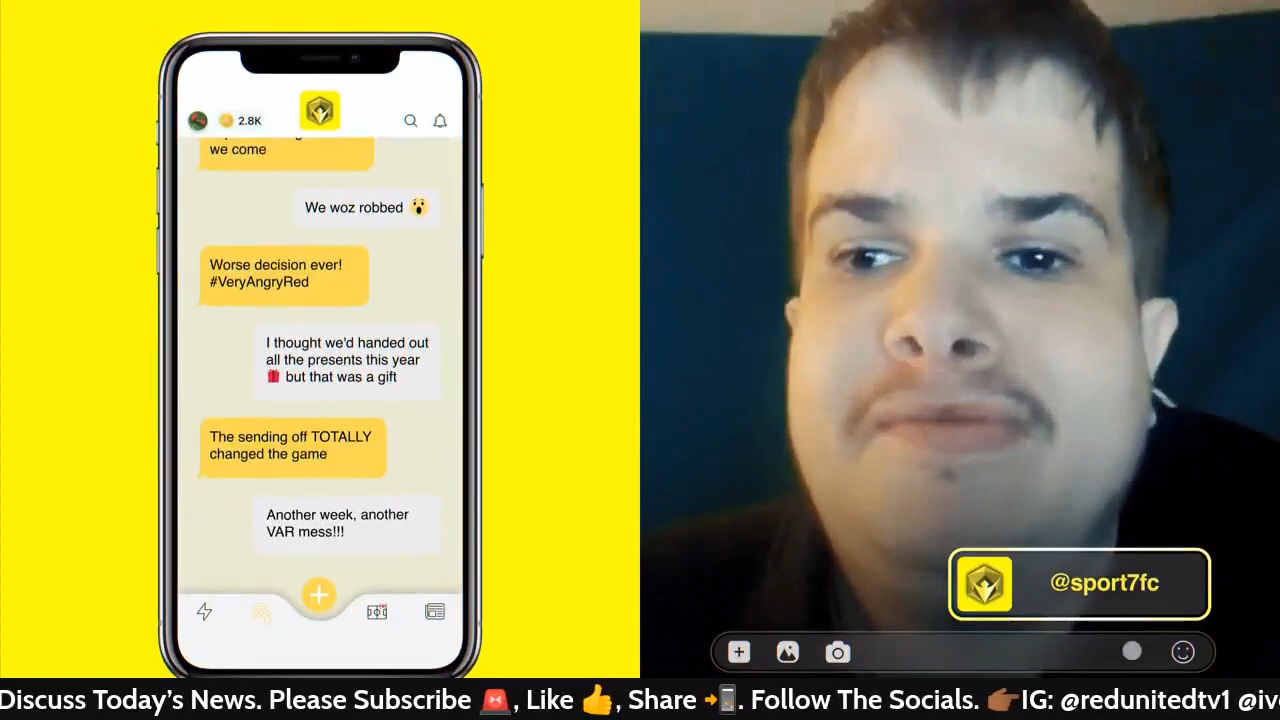 2.8K
we come
We woz robbed 😲
Worse decision ever!
#VeryAngryRed
I thought we'd handed out
all the presents this year
🎁 but that was a gift
The sending off TOTALLY
changed the game
Another week, another
VAR mess!!!
@sport7fc
Discuss Today's News. Please Subscribe 🚨, Like 👍, Share 📲. Follow The Socials. 👉🏾IG: @redunitedtv1 @iv